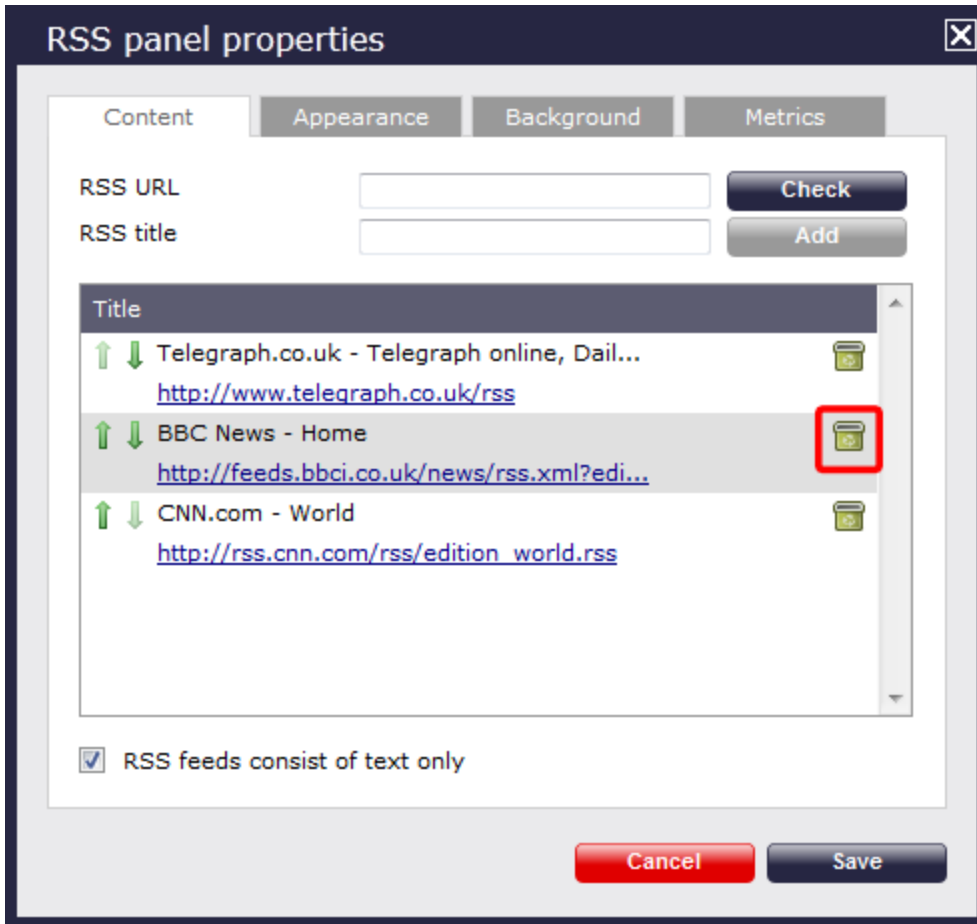 RSS panel properties
Content Appearance Background Metrics
RSS URL Check
RSS title Add
Title
Telegraph.co.uk - Telegraph online, Dail...
http://www.telegraph.co.uk/rss
BBC News - Home
http://feeds.bbci.co.uk/news/rss.xml?edi...
CNN.com - World
http://rss.cnn.com/rss/edition_world.rss
RSS feeds consist of text only
Cancel Save